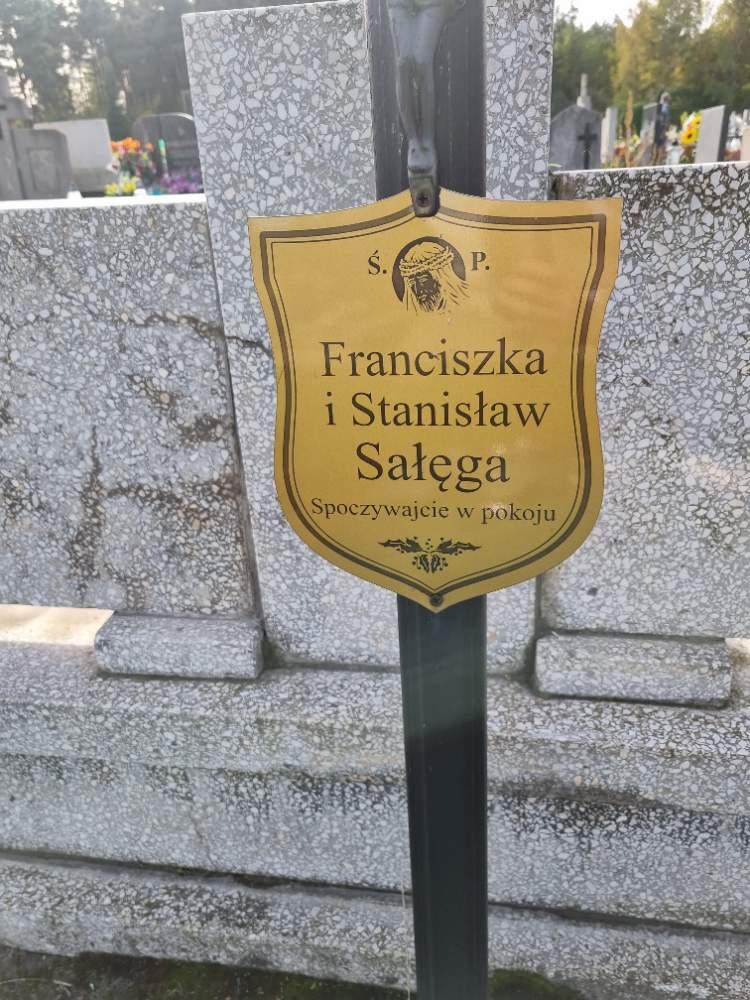 Ś. P.
Franciszka
i Stanisław
Sałęga
Spoczywajcie w pokoju